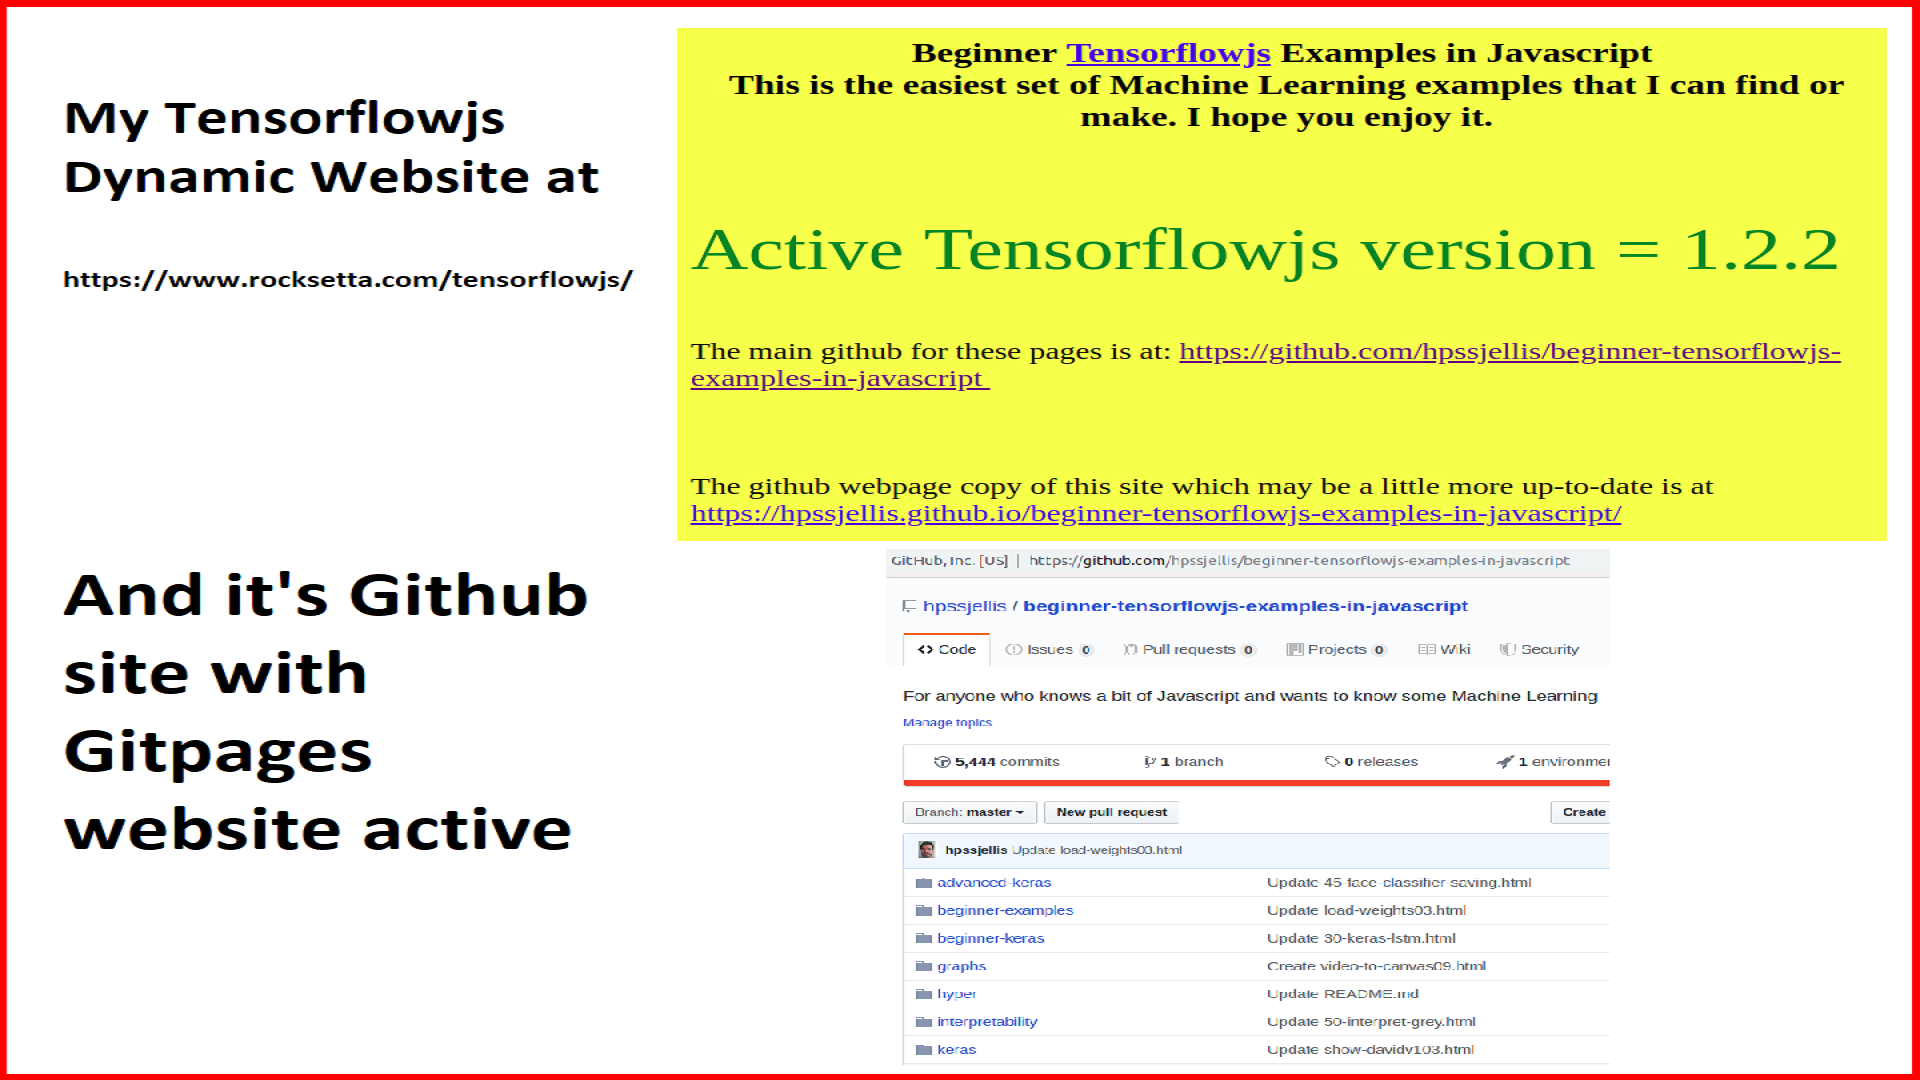 My Tensorflowjs
Dynamic Website at
https://www.rocksetta.com/tensorflowjs/
Beginner Tensorflowjs Examples in Javascript
This is the easiest set of Machine Learning examples that I can find or
make. I hope you enjoy it.
Active Tensorflowjs version = 1.2.2
The main github for these pages is at: https://github.com/hpssjellis/beginner-tensorflowjs-
examples-in-javascript
The github webpage copy of this site which may be a little more up-to-date is at
https://hpssjellis.github.io/beginner-tensorflowjs-examples-in-javascript/
And it's Github
site with
Gitpages
website active
GitHub, Inc. [US] | https://github.com/hpssjellis/beginner-tensorflowjs-examples-in-javascript
hpssjellis / beginner-tensorflowjs-examples-in-javascript
Code Issues 0 Pull requests 0 Projects 0 Wiki Security
For anyone who knows a bit of Javascript and wants to know some Machine Learning
Manage topics
5,444 commits 1 branch 0 releases 1 environmen
Branch: master New pull request Create
hpssjellis Update load-weights03.html
advanced-keras Update 45-face-classifier-saving.html
beginner-examples Update load-weights03.html
beginner-keras Update 30-keras-lstm.html
graphs Create video-to-canvas09.html
hyper Update README.md
interpretability Update 50-interpret-grey.html
keras Update show-davidv103.html